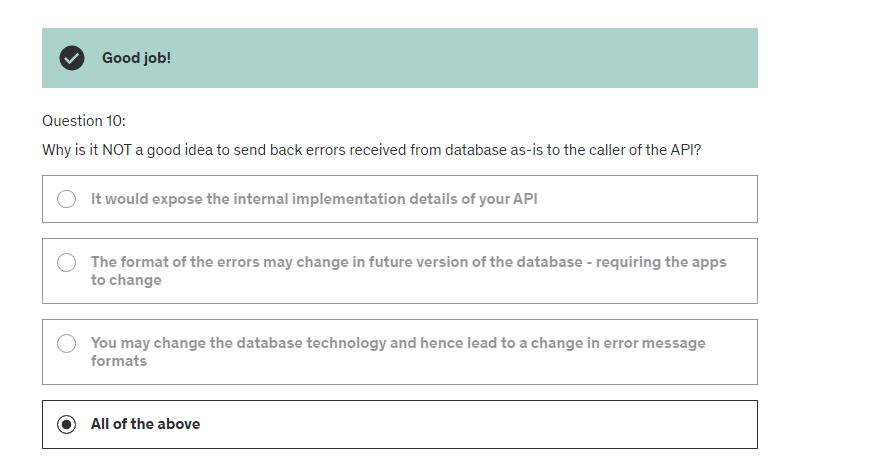 Good job!
Question 10:
Why is it NOT a good idea to send back errors received from database as-is to the caller of the API?
It would expose the internal implementation details of your API
The format of the errors may change in future version of the database - requiring the apps
to change
You may change the database technology and hence lead to a change in error message
formats
All of the above